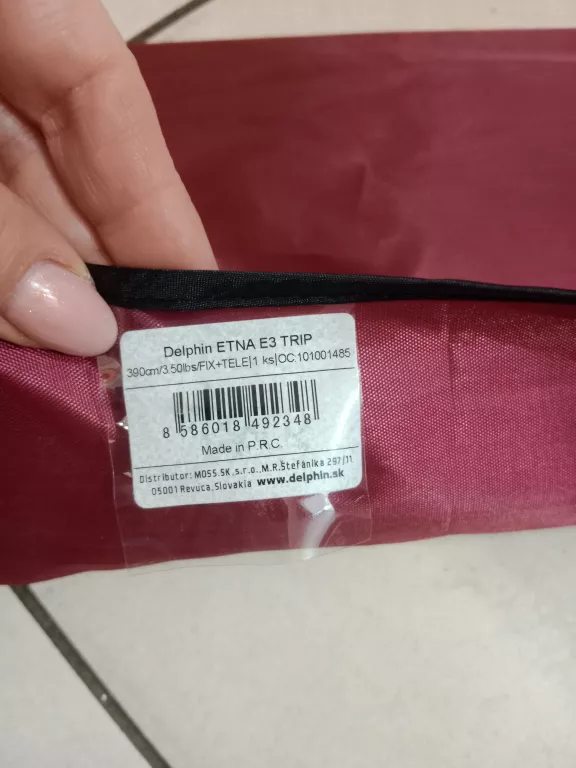 Delphin ETNA E3 TRIP
390cm/3.50lbs/FIX+TELE|1 ks|OC:101001485
8 586018 492348
Made in P.R.C.
Distributor: MOSS.SK,s.r.o.,M.R.Štefánika 297/11
05001 Revuca,Slovakia www.delphin.sk